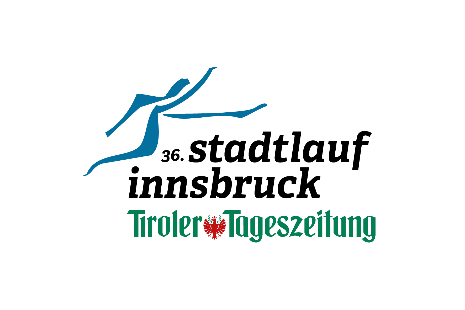 36. stadtlauf
innsbruck
Tiroler Tageszeitung